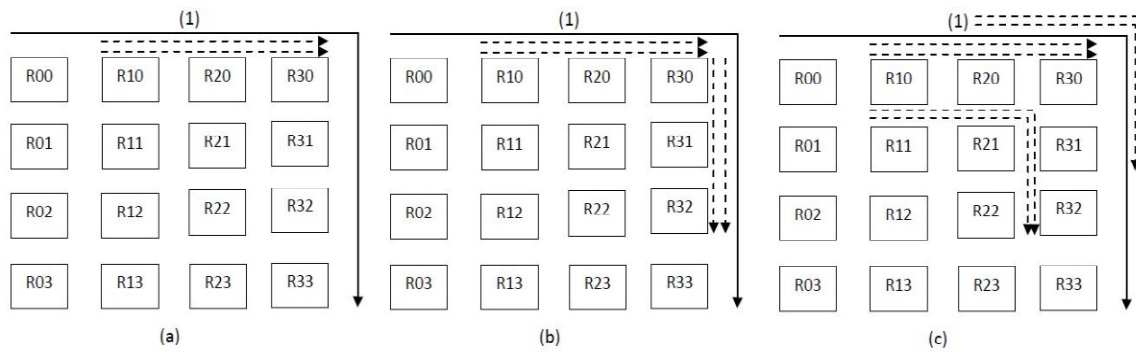 (1) (1) (1)
R00 R10 R20 R30 R00 R10 R20 R30 R00 R10 R20 R30
R01 R11 R21 R31 R01 R11 R21 R31 R01 R11 R21 R31
R02 R12 R22 R32 R02 R12 R22 R32 R02 R12 R22 R32
R03 R13 R23 R33 R03 R13 R23 R33 R03 R13 R23 R33
(a) (b) (c)